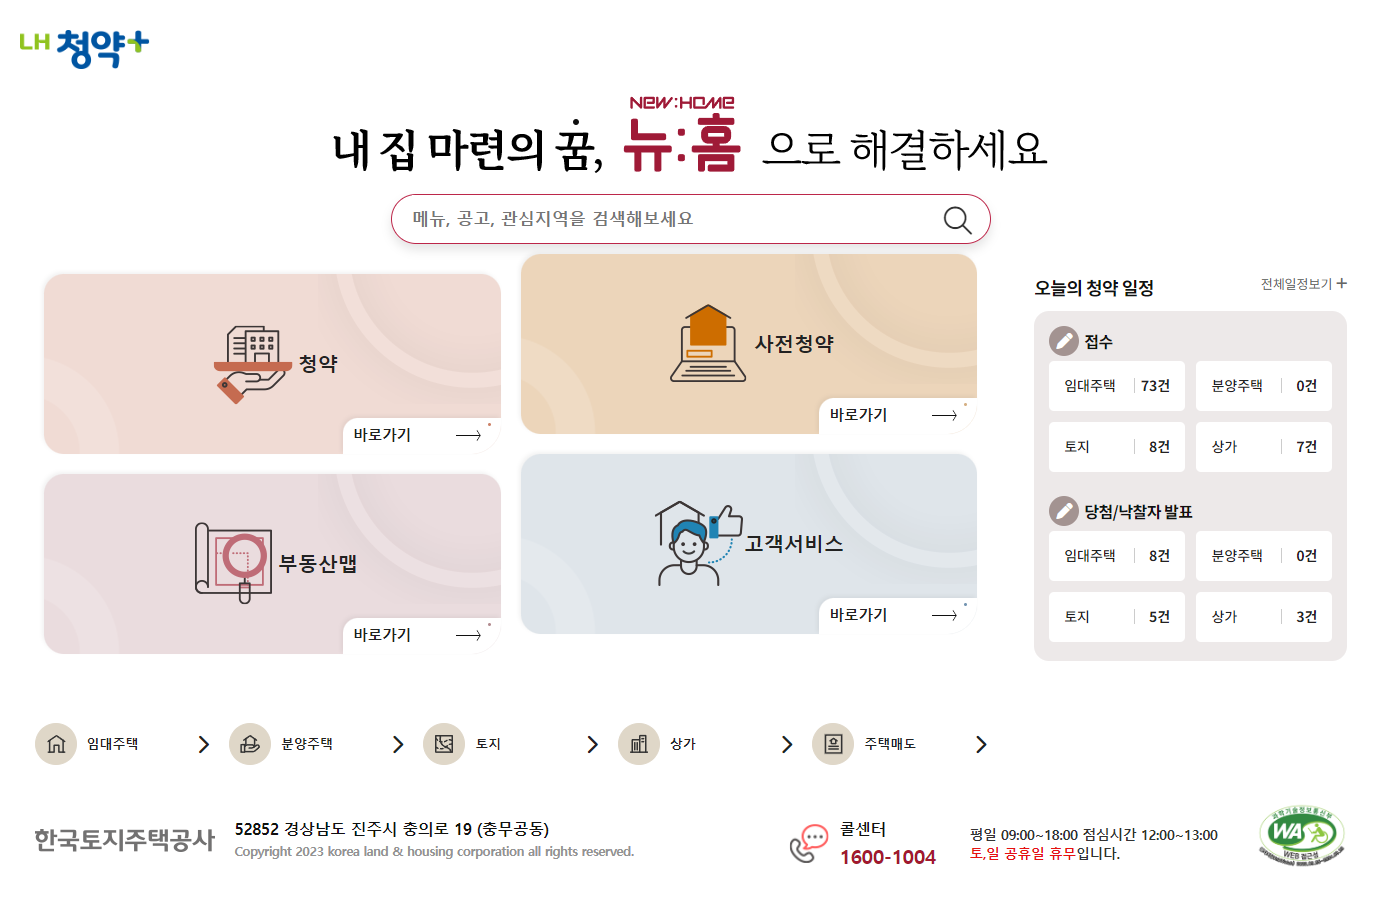 LH 청약+
NEW:HOME
내 집 마련의 꿈, 뉴:홈 으로 해결하세요
메뉴, 공고, 관심지역을 검색해보세요
청약
바로가기
사전청약
바로가기
부동산맵
바로가기
고객서비스
바로가기
오늘의 청약 일정
전체일정보기 +
접수
임대주택 73건
분양주택 0건
토지 8건
상가 7건
당첨/낙찰자 발표
임대주택 8건
분양주택 0건
토지 5건
상가 3건
임대주택
분양주택
토지
상가
주택매도
한국토지주택공사
52852 경상남도 진주시 충의로 19 (충무공동)
Copyright 2023 korea land & housing corporation all rights reserved.
콜센터
1600-1004
평일 09:00~18:00 점심시간 12:00~13:00
토,일 공휴일 휴무입니다.
과학기술정보통신부
WA
WEB 접근성